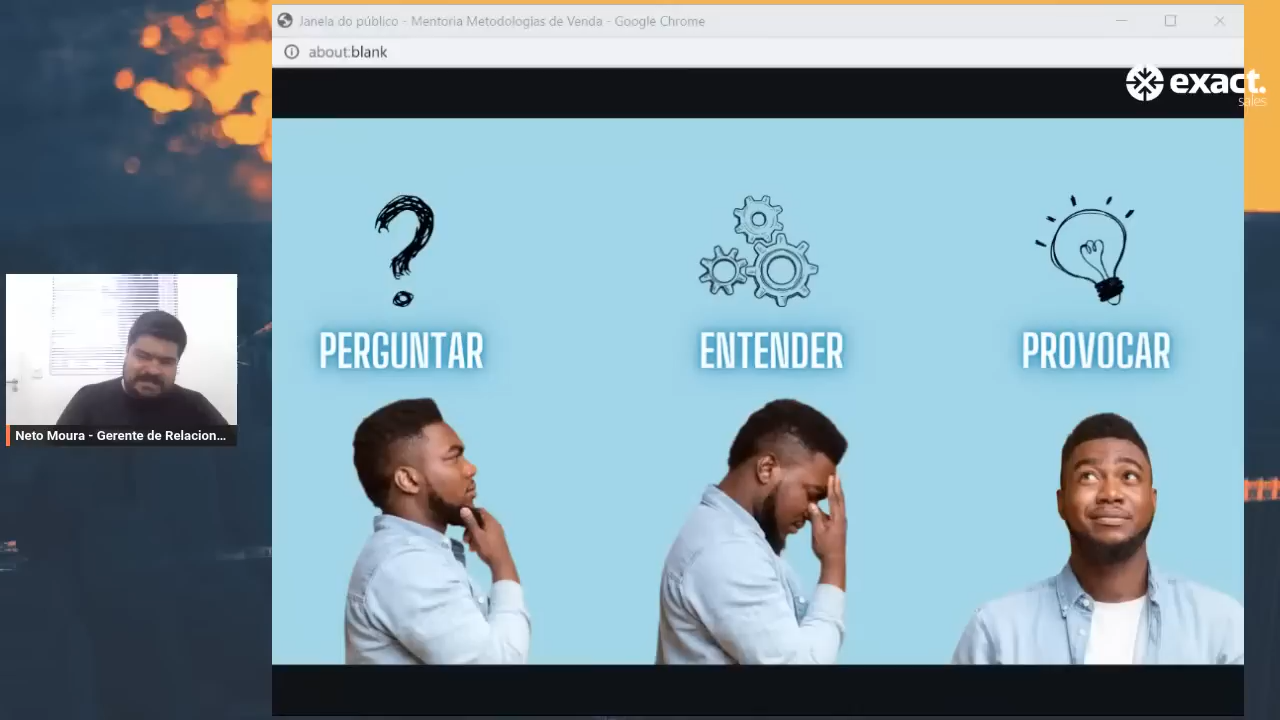 Janela do público - Mentoria Metodologias de Venda - Google Chrome
about:blank
exact.
sales
PERGUNTAR
ENTENDER
PROVOCAR
Neto Moura - Gerente de Relacion...